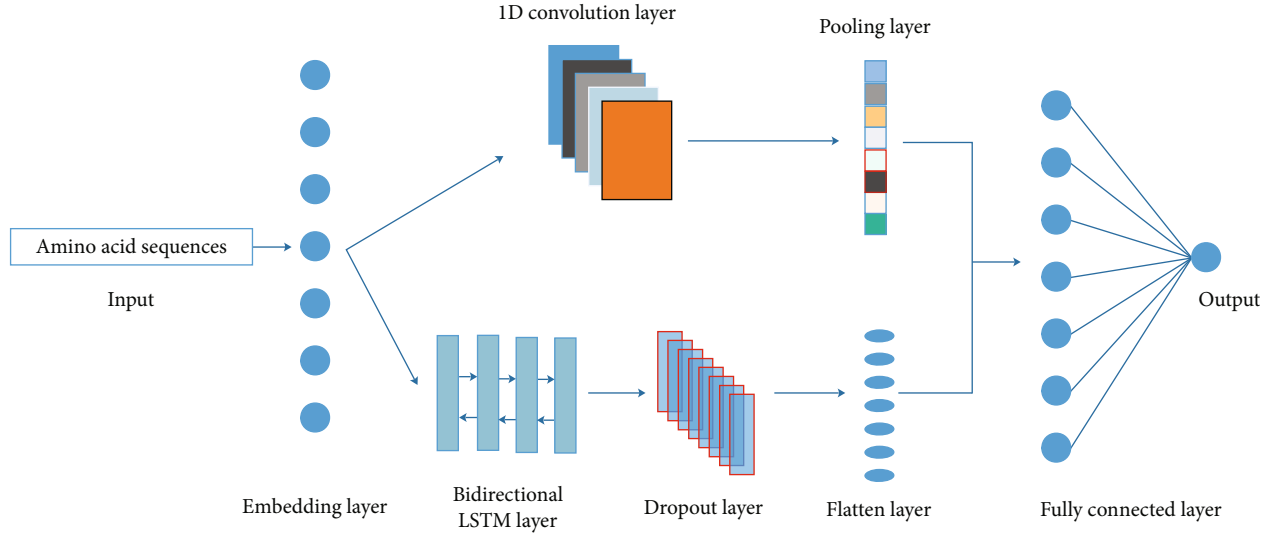 1D convolution layer
Pooling layer
Amino acid sequences
Input
Output
Embedding layer
Bidirectional
LSTM layer
Dropout layer
Flatten layer
Fully connected layer